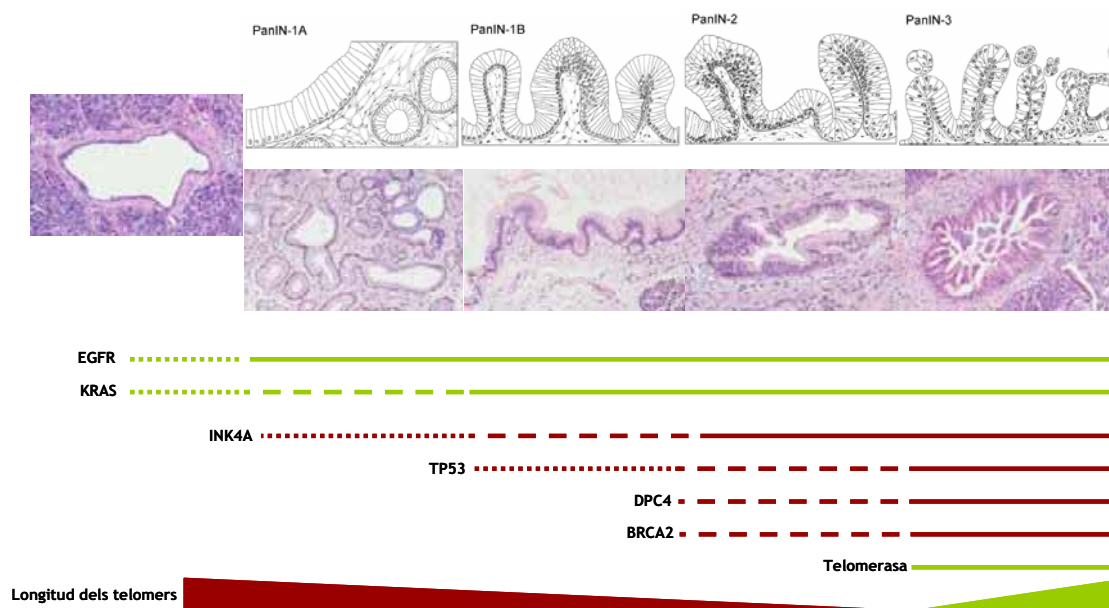 PanIN-1A
PanIN-1B
PanIN-2
PanIN-3
EGFR
KRAS
INK4A
TP53
DPC4
BRCA2
Telomerasa
Longitud dels telomers